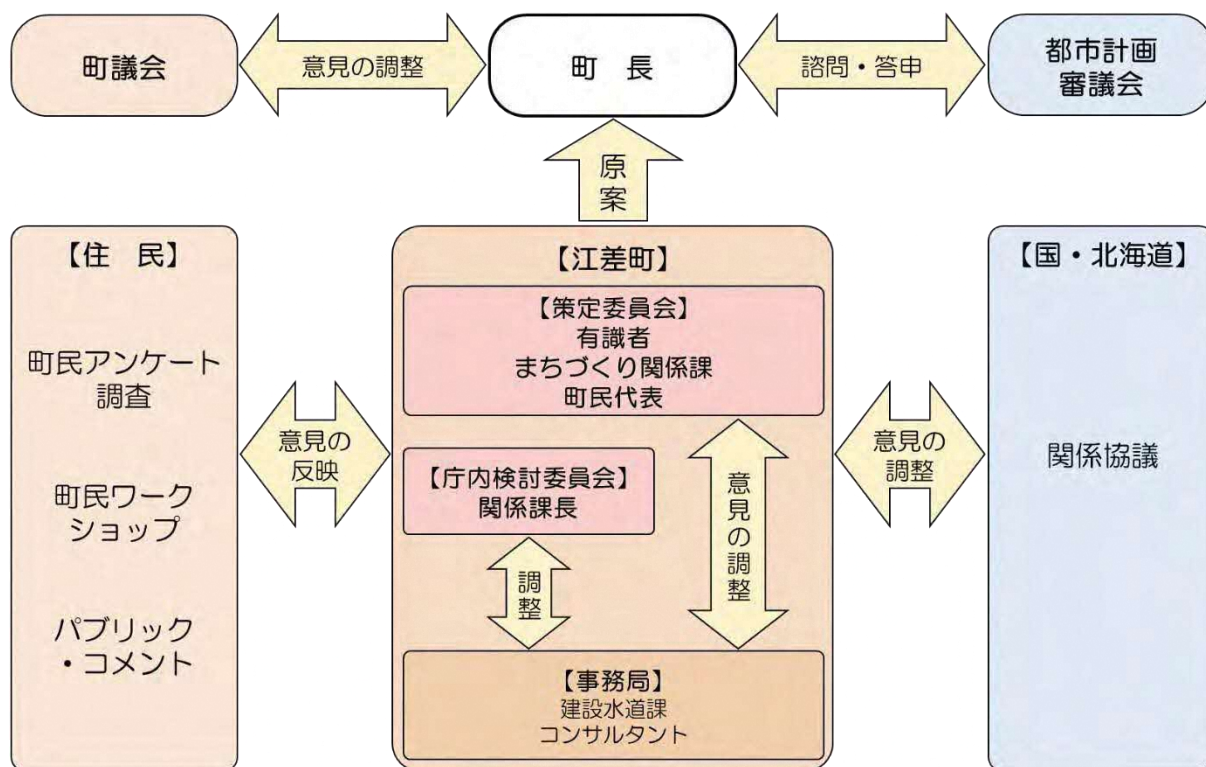 町議会
意見の調整
町 長
諮問・答申
都市計画
審議会
原
案
【住 民】
町民アンケート
調査
町民ワーク
ショップ
パブリック
・コメント
意見の
反映
【江差町】
【策定委員会】
有識者
まちづくり関係課
町民代表
【庁内検討委員会】
関係課長
調
整
意
見
の
調
整
【事務局】
建設水道課
コンサルタント
意見の
調整
【国・北海道】
関係協議